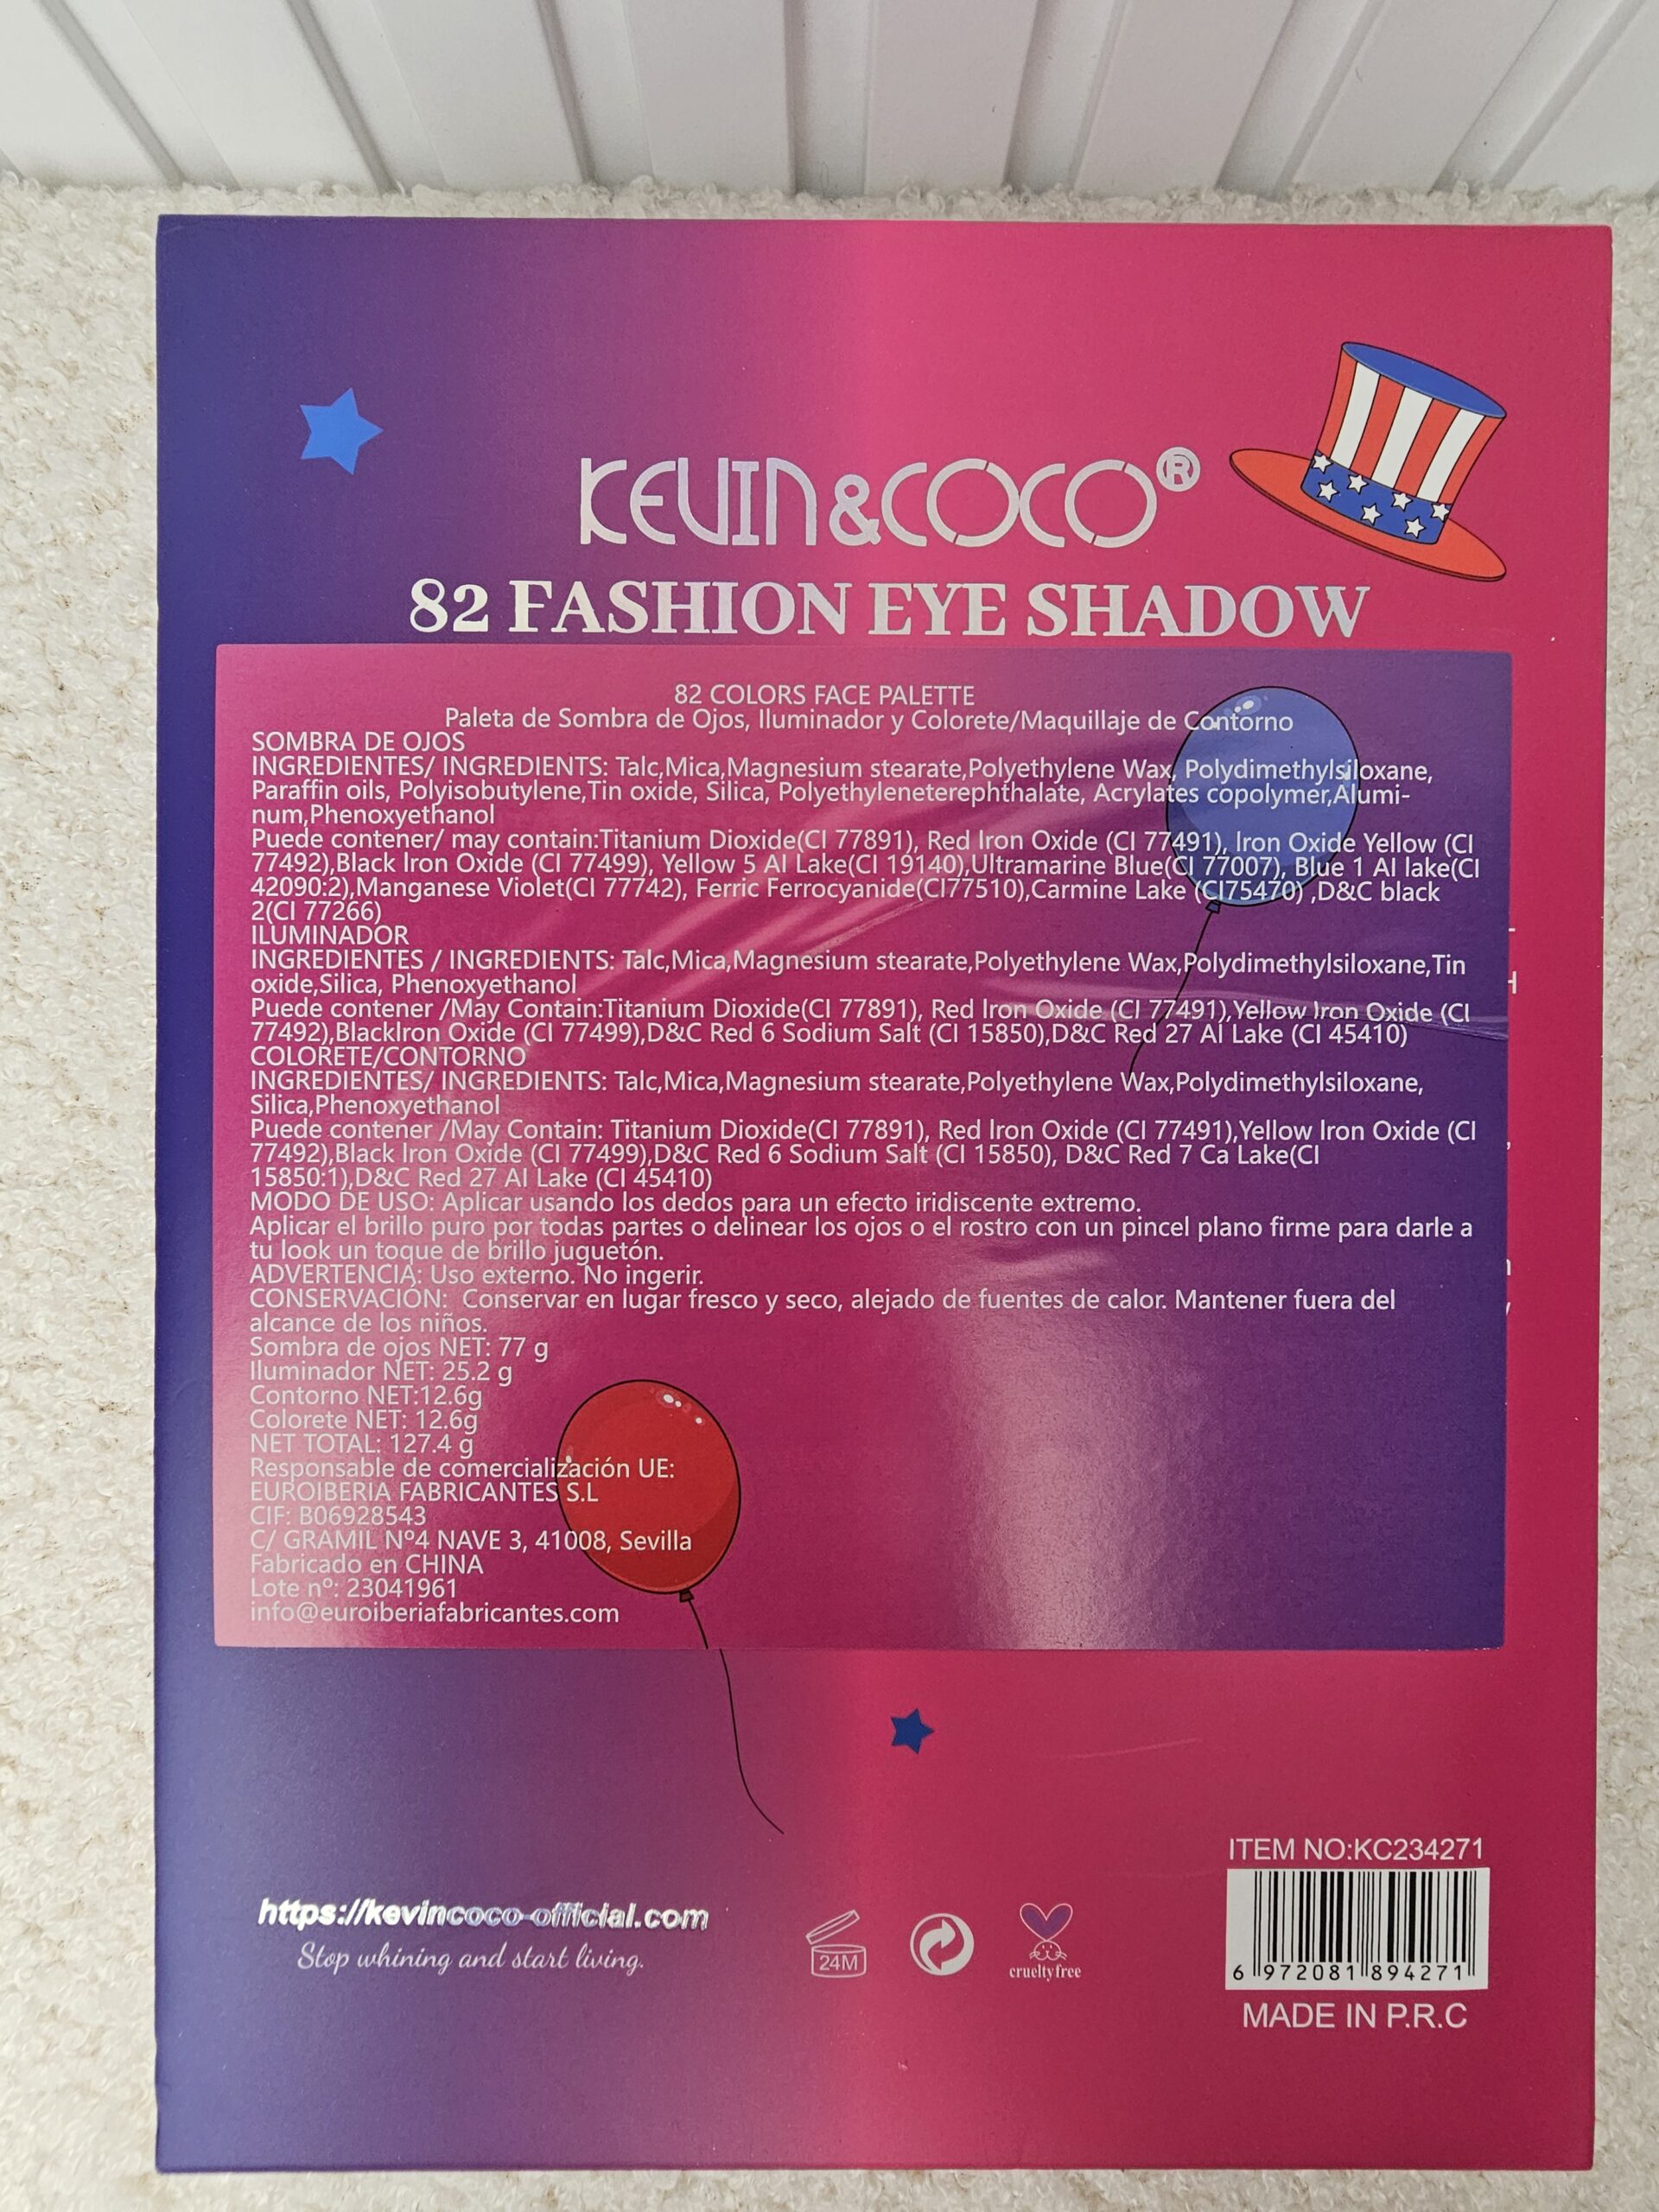 KEVIN&COCO®
82 FASHION EYE SHADOW
82 COLORS FACE PALETTE
Paleta de Sombra de Ojos, Iluminador y Colorete/Maquillaje de Contorno
SOMBRA DE OJOS
INGREDIENTES/ INGREDIENTS: Talc,Mica,Magnesium stearate,Polyethylene Wax, Polydimethylsiloxane,
Paraffin oils, Polyisobutylene,Tin oxide, Silica, Polyethyleneterephthalate, Acrylates copolymer,Alumi-
num,Phenoxyethanol
Puede contener/ may contain:Titanium Dioxide(CI 77891), Red Iron Oxide (CI 77491), Iron Oxide Yellow (CI
77492),Black Iron Oxide (CI 77499), Yellow 5 Al Lake(CI 19140),Ultramarine Blue(CI 77007), Blue 1 Al lake(CI
42090:2),Manganese Violet(CI 77742), Ferric Ferrocyanide(CI77510),Carmine Lake (CI75470) ,D&C black
2(CI 77266)
ILUMINADOR
INGREDIENTES / INGREDIENTS: Talc,Mica,Magnesium stearate,Polyethylene Wax,Polydimethylsiloxane,Tin
oxide,Silica, Phenoxyethanol
Puede contener /May Contain:Titanium Dioxide(CI 77891), Red Iron Oxide (CI 77491),Yellow Iron Oxide (CI
77492),BlackIron Oxide (CI 77499),D&C Red 6 Sodium Salt (CI 15850),D&C Red 27 Al Lake (CI 45410)
COLORETE/CONTORNO
INGREDIENTES/ INGREDIENTS: Talc,Mica,Magnesium stearate,Polyethylene Wax,Polydimethylsiloxane,
Silica,Phenoxyethanol
Puede contener /May Contain: Titanium Dioxide(CI 77891), Red Iron Oxide (CI 77491),Yellow Iron Oxide (CI
77492),Black Iron Oxide (CI 77499),D&C Red 6 Sodium Salt (CI 15850), D&C Red 7 Ca Lake(CI
15850:1),D&C Red 27 Al Lake (CI 45410)
MODO DE USO: Aplicar usando los dedos para un efecto iridiscente extremo.
Aplicar el brillo puro por todas partes o delinear los ojos o el rostro con un pincel plano firme para darle a
tu look un toque de brillo juguetón.
ADVERTENCIA: Uso externo. No ingerir.
CONSERVACIÓN: Conservar en lugar fresco y seco, alejado de fuentes de calor. Mantener fuera del
alcance de los niños.
Sombra de ojos NET: 77 g
Iluminador NET: 25.2 g
Contorno NET:12.6g
Colorete NET: 12.6g
NET TOTAL: 127.4 g
Responsable de comercialización UE:
EUROIBERIA FABRICANTES S.L
CIF: B06928543
C/ GRAMIL Nº4 NAVE 3, 41008, Sevilla
Fabricado en CHINA
Lote nº: 23041961
info@euroiberiafabricantes.com
ITEM NO:KC234271
https://kevincoco-official.com
Stop whining and start living.
24M
cruelty free
6 972081 894271
MADE IN P.R.C